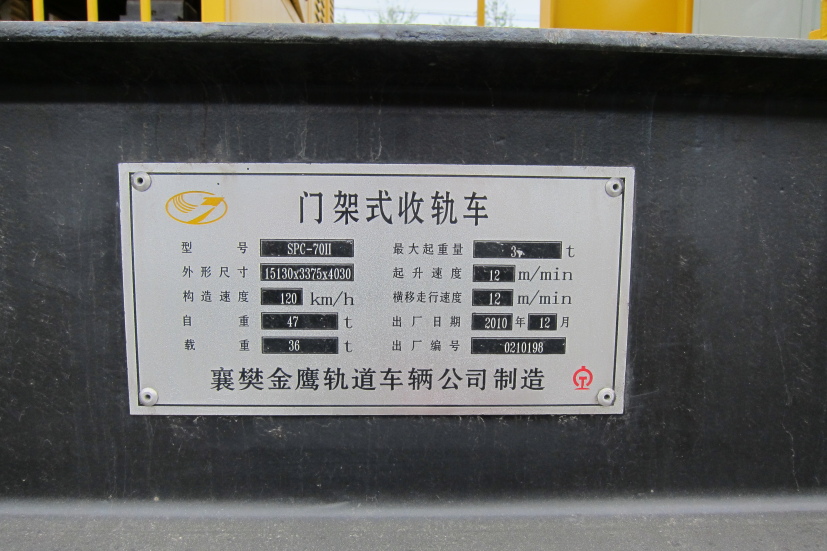 门架式收轨车
型号 SPC-70II 最大起重量 3 t
外形尺寸 15130x3375x4030 起升速度 12 m/min
构造速度 120 km/h 横移走行速度 12 m/min
自重 47 t 出厂日期 2010 年 12 月
载重 36 t 出厂编号 0210198
襄樊金鹰轨道车辆公司制造